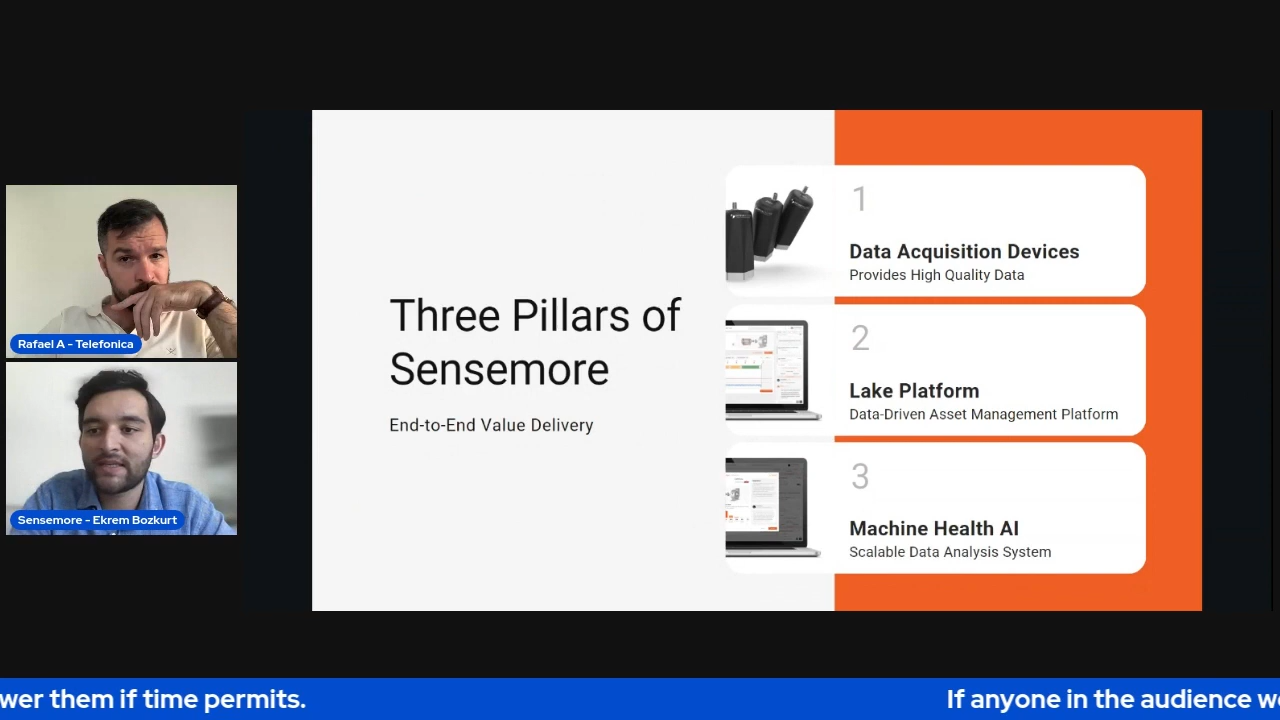 Rafael A - Telefonica
Sensemore - Ekrem Bozkurt
Three Pillars of
Sensemore
End-to-End Value Delivery
1
Data Acquisition Devices
Provides High Quality Data
2
Lake Platform
Data-Driven Asset Management Platform
3
Machine Health AI
Scalable Data Analysis System
wer them if time permits.
If anyone in the audience